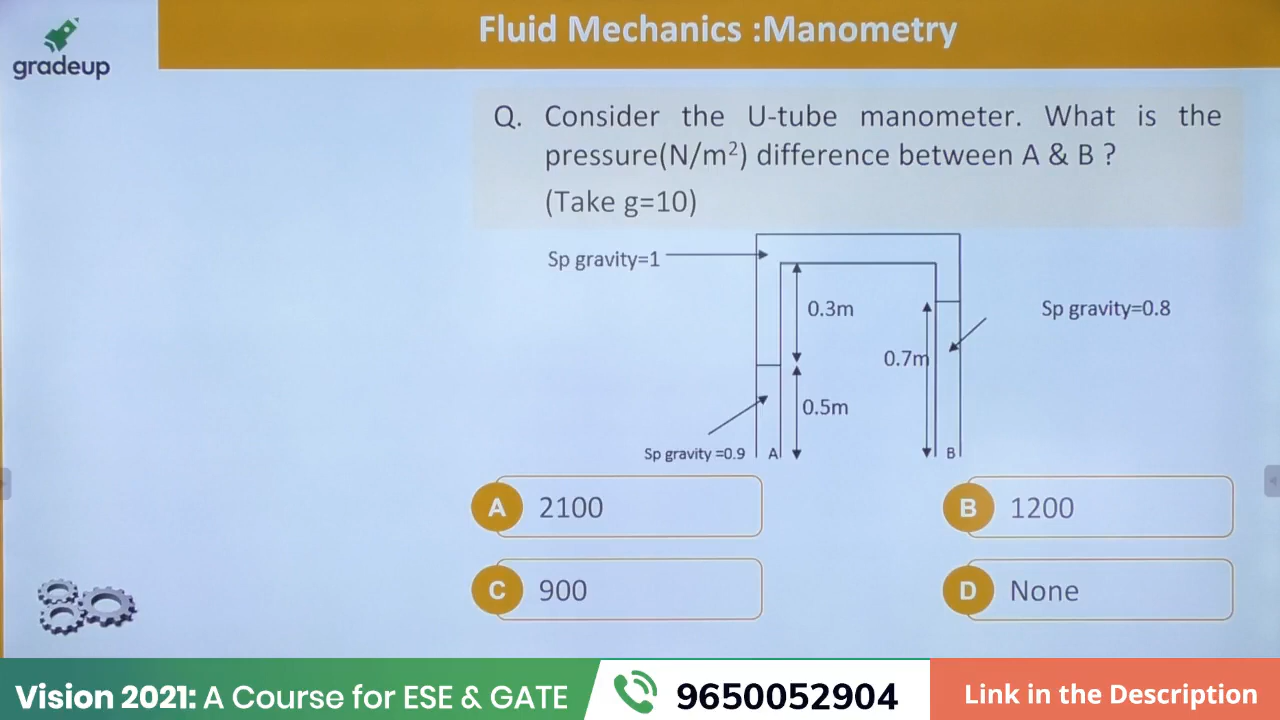 Fluid Mechanics :Manometry
gradeup
Q. Consider the U-tube manometer. What is the
pressure(N/m²) difference between A & B ?
(Take g=10)
Sp gravity=1
0.3m
Sp gravity=0.8
0.7m
0.5m
Sp gravity =0.9
A
B
A 2100
B 1200
C 900
D None
Vision 2021: A Course for ESE & GATE
9650052904
Link in the Description